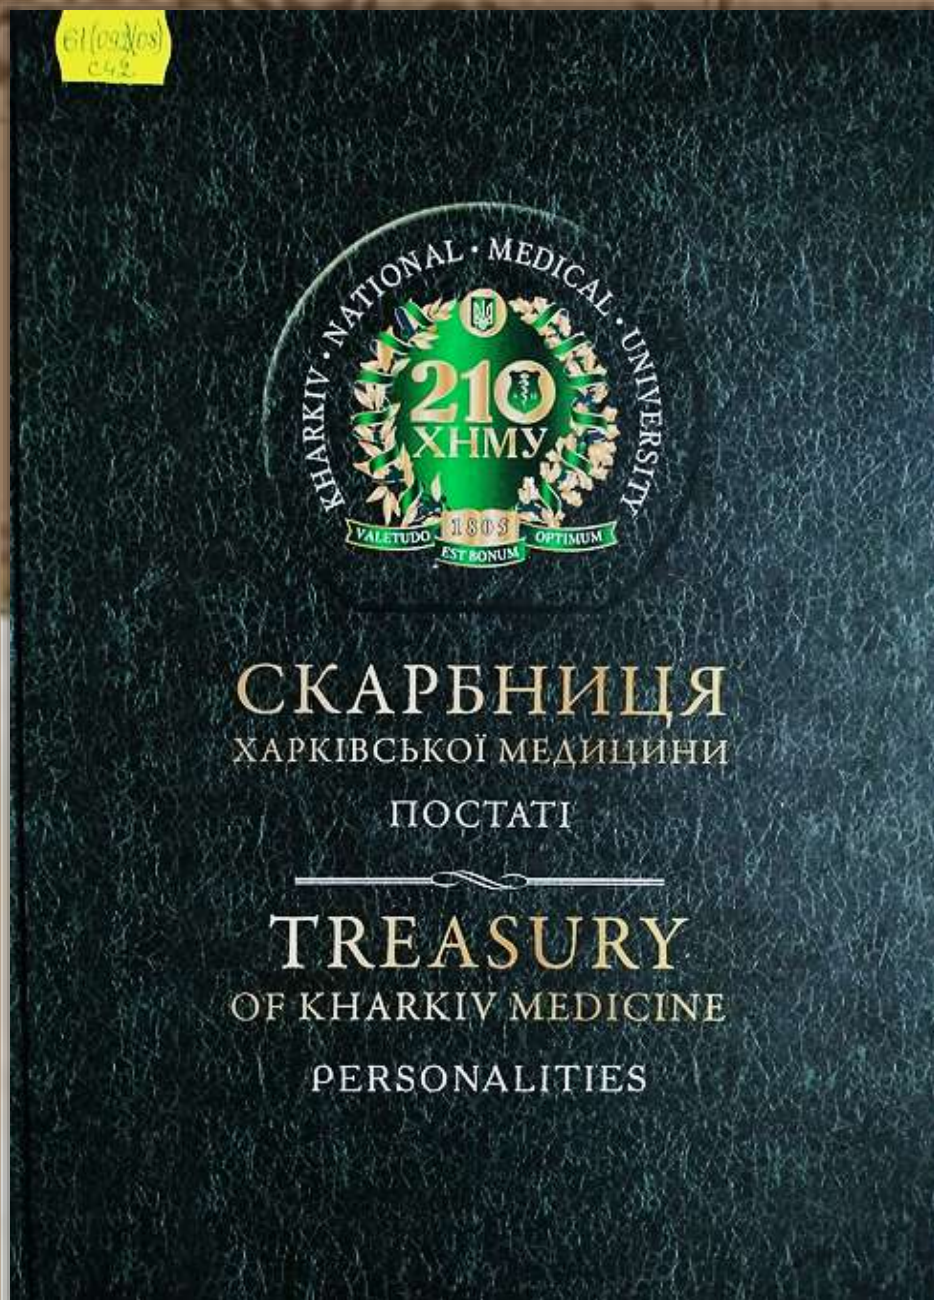 61(092)(08)
С42
KHARKIV · NATIONAL · MEDICAL · UNIVERSITY
210
ХНМУ
1805
VALETUDO EST BONUM OPTIMUM
СКАРБНИЦЯ
ХАРКІВСЬКОЇ МЕДИЦИНИ
ПОСТАТІ
TREASURY
OF KHARKIV MEDICINE
PERSONALITIES